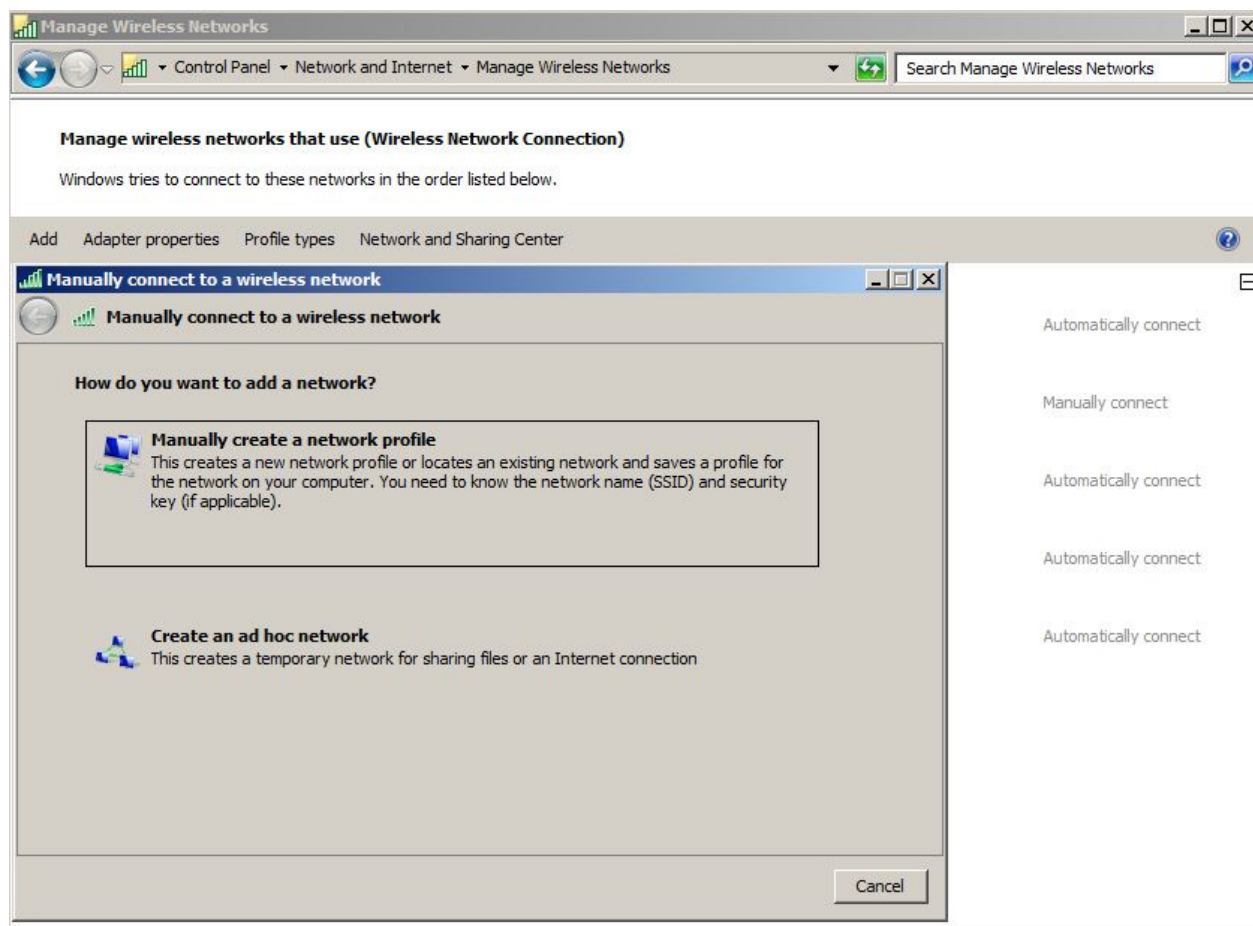 Manage Wireless Networks
Control Panel Network and Internet Manage Wireless Networks
Search Manage Wireless Networks
Manage wireless networks that use (Wireless Network Connection)
Windows tries to connect to these networks in the order listed below.
Add Adapter properties Profile types Network and Sharing Center
Manually connect to a wireless network
Manually connect to a wireless network
How do you want to add a network?
Manually create a network profile
This creates a new network profile or locates an existing network and saves a profile for
the network on your computer. You need to know the network name (SSID) and security
key (if applicable).
Create an ad hoc network
This creates a temporary network for sharing files or an Internet connection
Cancel
Automatically connect
Manually connect
Automatically connect
Automatically connect
Automatically connect